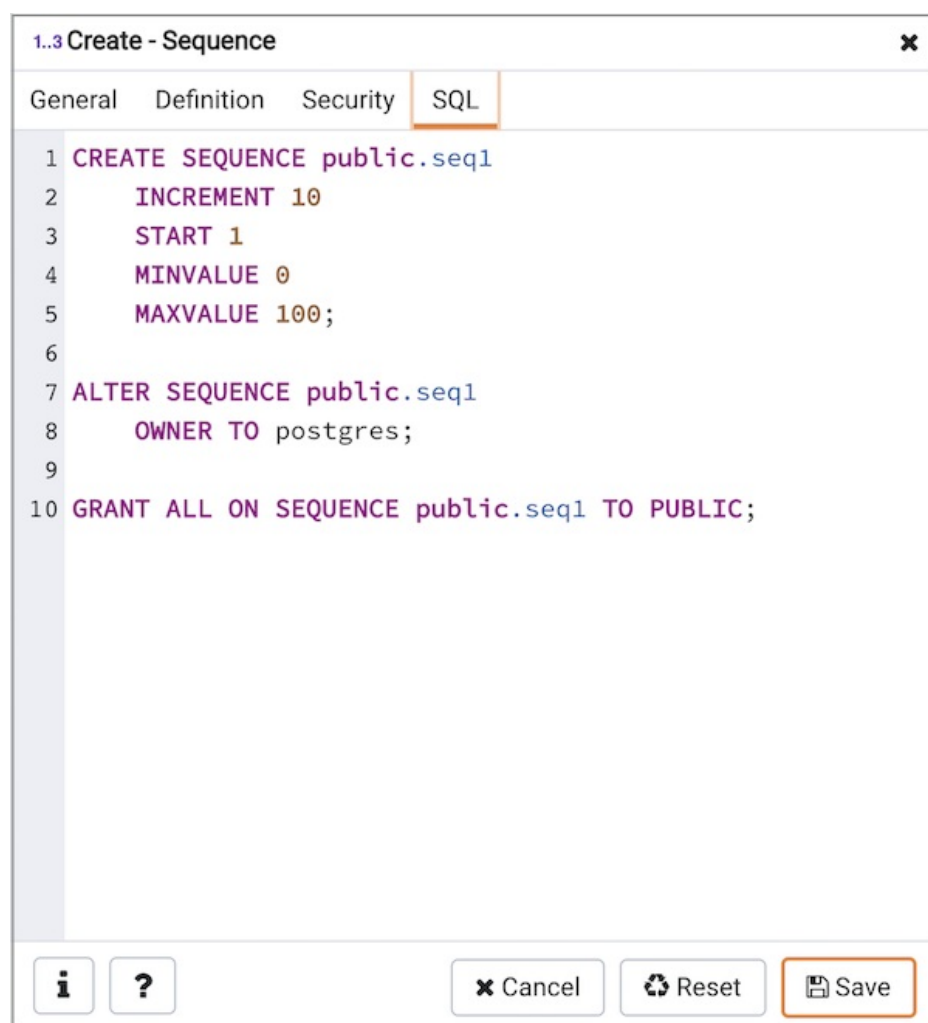 1..3 Create - Sequence
General Definition Security SQL
1 CREATE SEQUENCE public.seq1
2     INCREMENT 10
3     START 1
4     MINVALUE 0
5     MAXVALUE 100;
6
7 ALTER SEQUENCE public.seq1
8     OWNER TO postgres;
9
10 GRANT ALL ON SEQUENCE public.seq1 TO PUBLIC;
i ? Cancel Reset Save